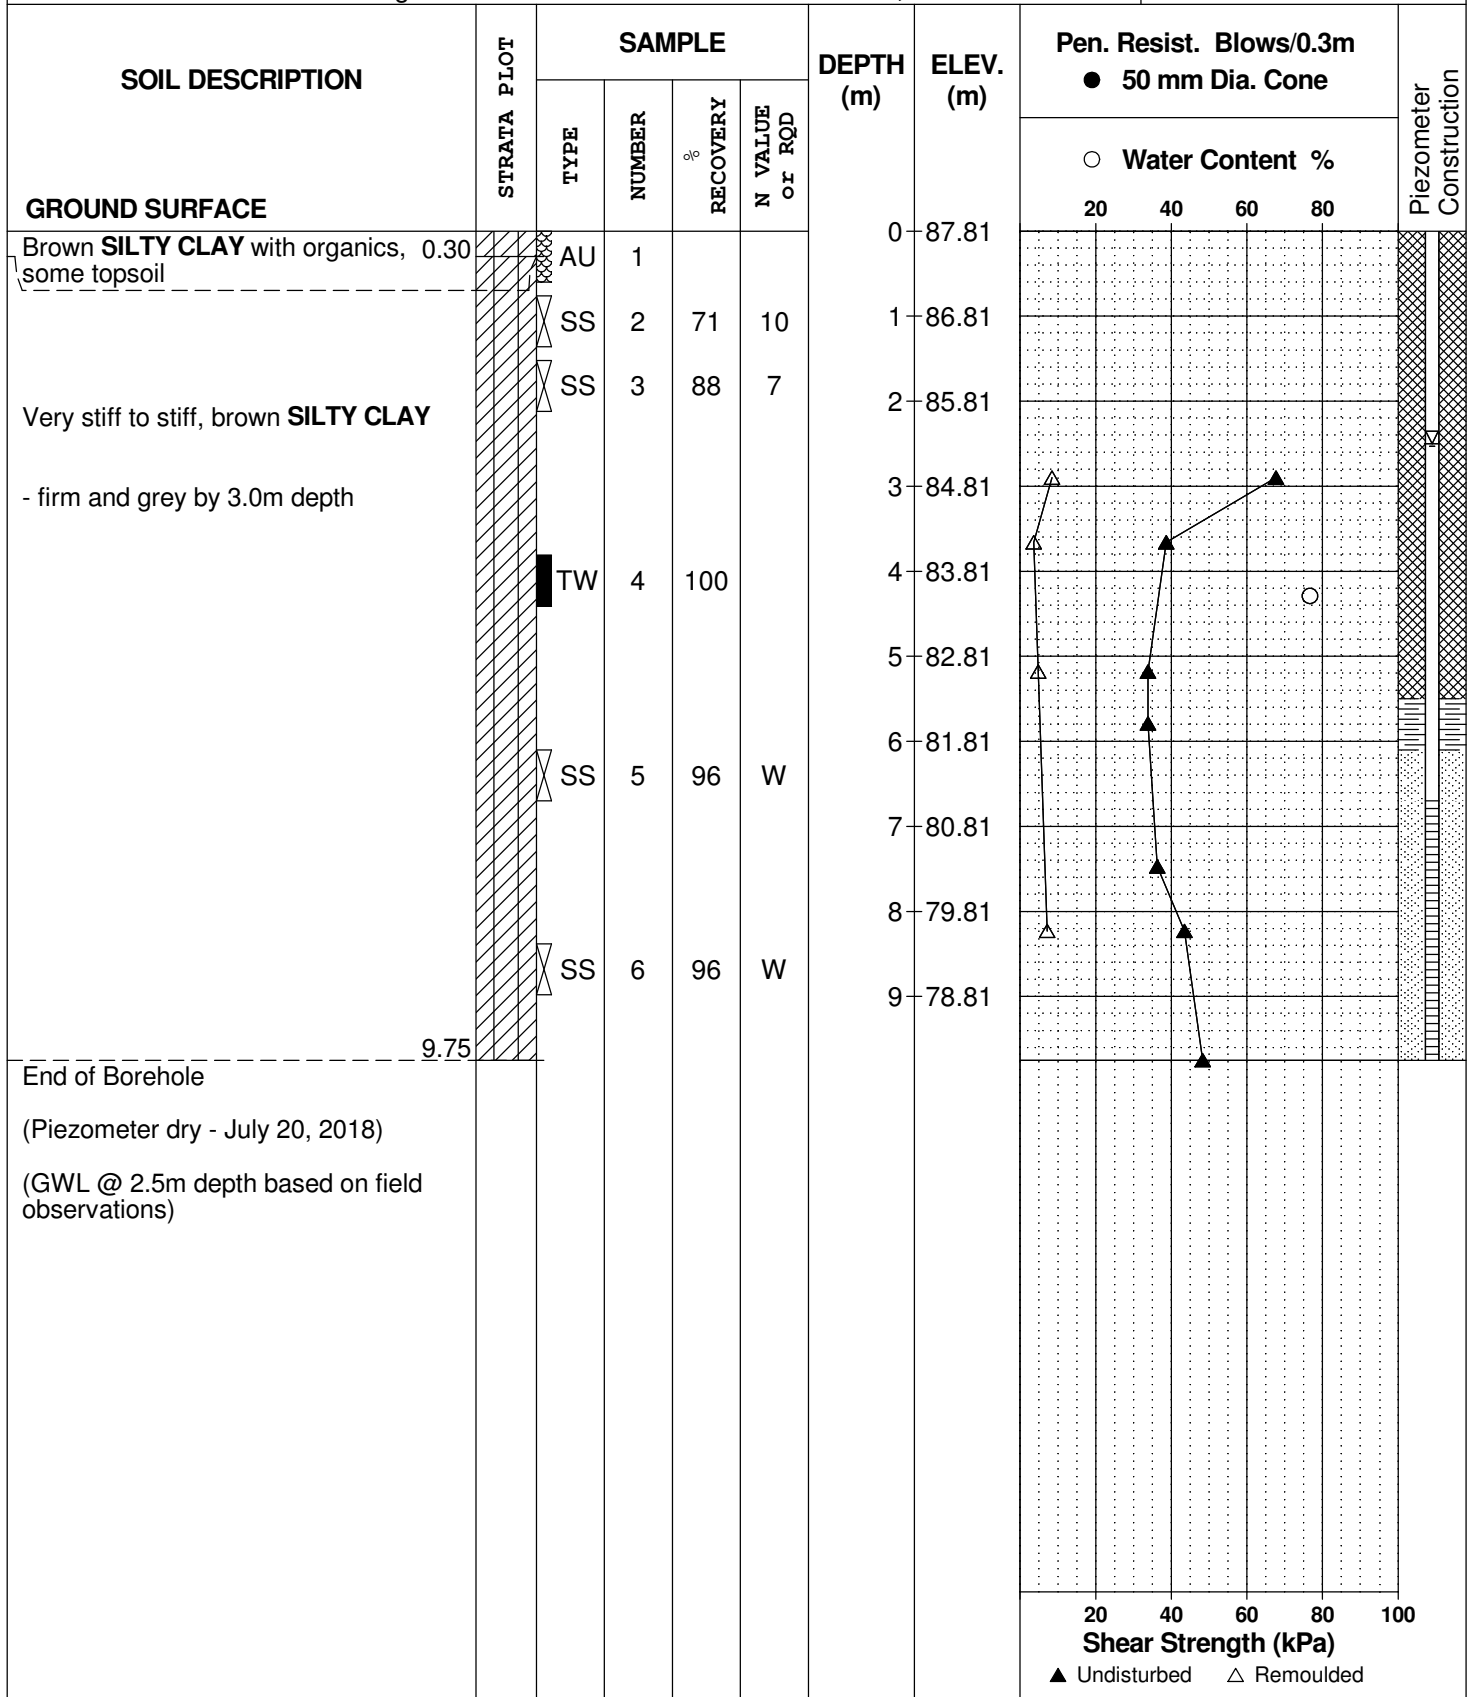 SOIL DESCRIPTION
GROUND SURFACE
STRATA PLOT
SAMPLE
TYPE
NUMBER
%
RECOVERY
N VALUE
or RQD
DEPTH
(m)
ELEV.
(m)
Pen. Resist. Blows/0.3m
● 50 mm Dia. Cone
○ Water Content %
20 40 60 80
Piezometer
Construction
Brown SILTY CLAY with organics, 0.30
some topsoil
AU 1
SS 2 71 10
SS 3 88 7
Very stiff to stiff, brown SILTY CLAY
- firm and grey by 3.0m depth
TW 4 100
SS 5 96 W
SS 6 96 W
9.75
0 87.81
1 86.81
2 85.81
3 84.81
4 83.81
5 82.81
6 81.81
7 80.81
8 79.81
9 78.81
End of Borehole
(Piezometer dry - July 20, 2018)
(GWL @ 2.5m depth based on field
observations)
20 40 60 80 100
Shear Strength (kPa)
▲ Undisturbed △ Remoulded